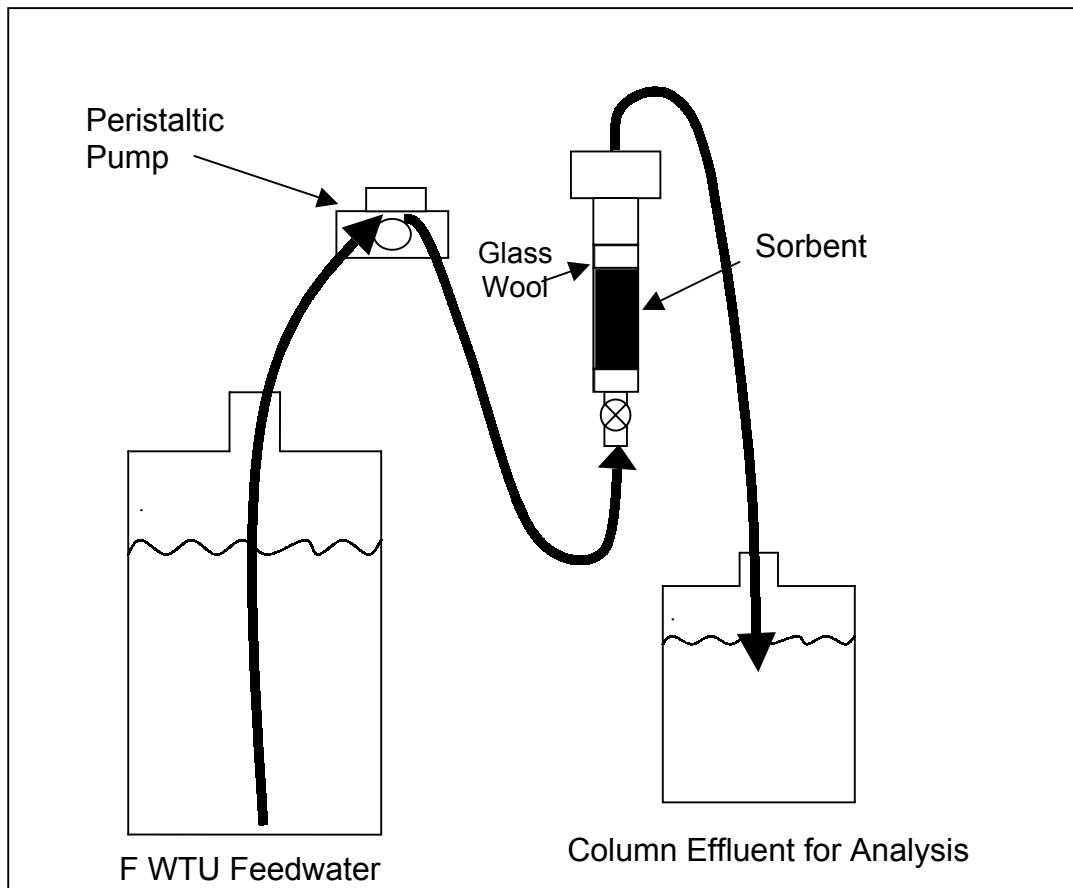 Peristaltic
Pump
Glass
Wool
Sorbent
F WTU Feedwater
Column Effluent for Analysis